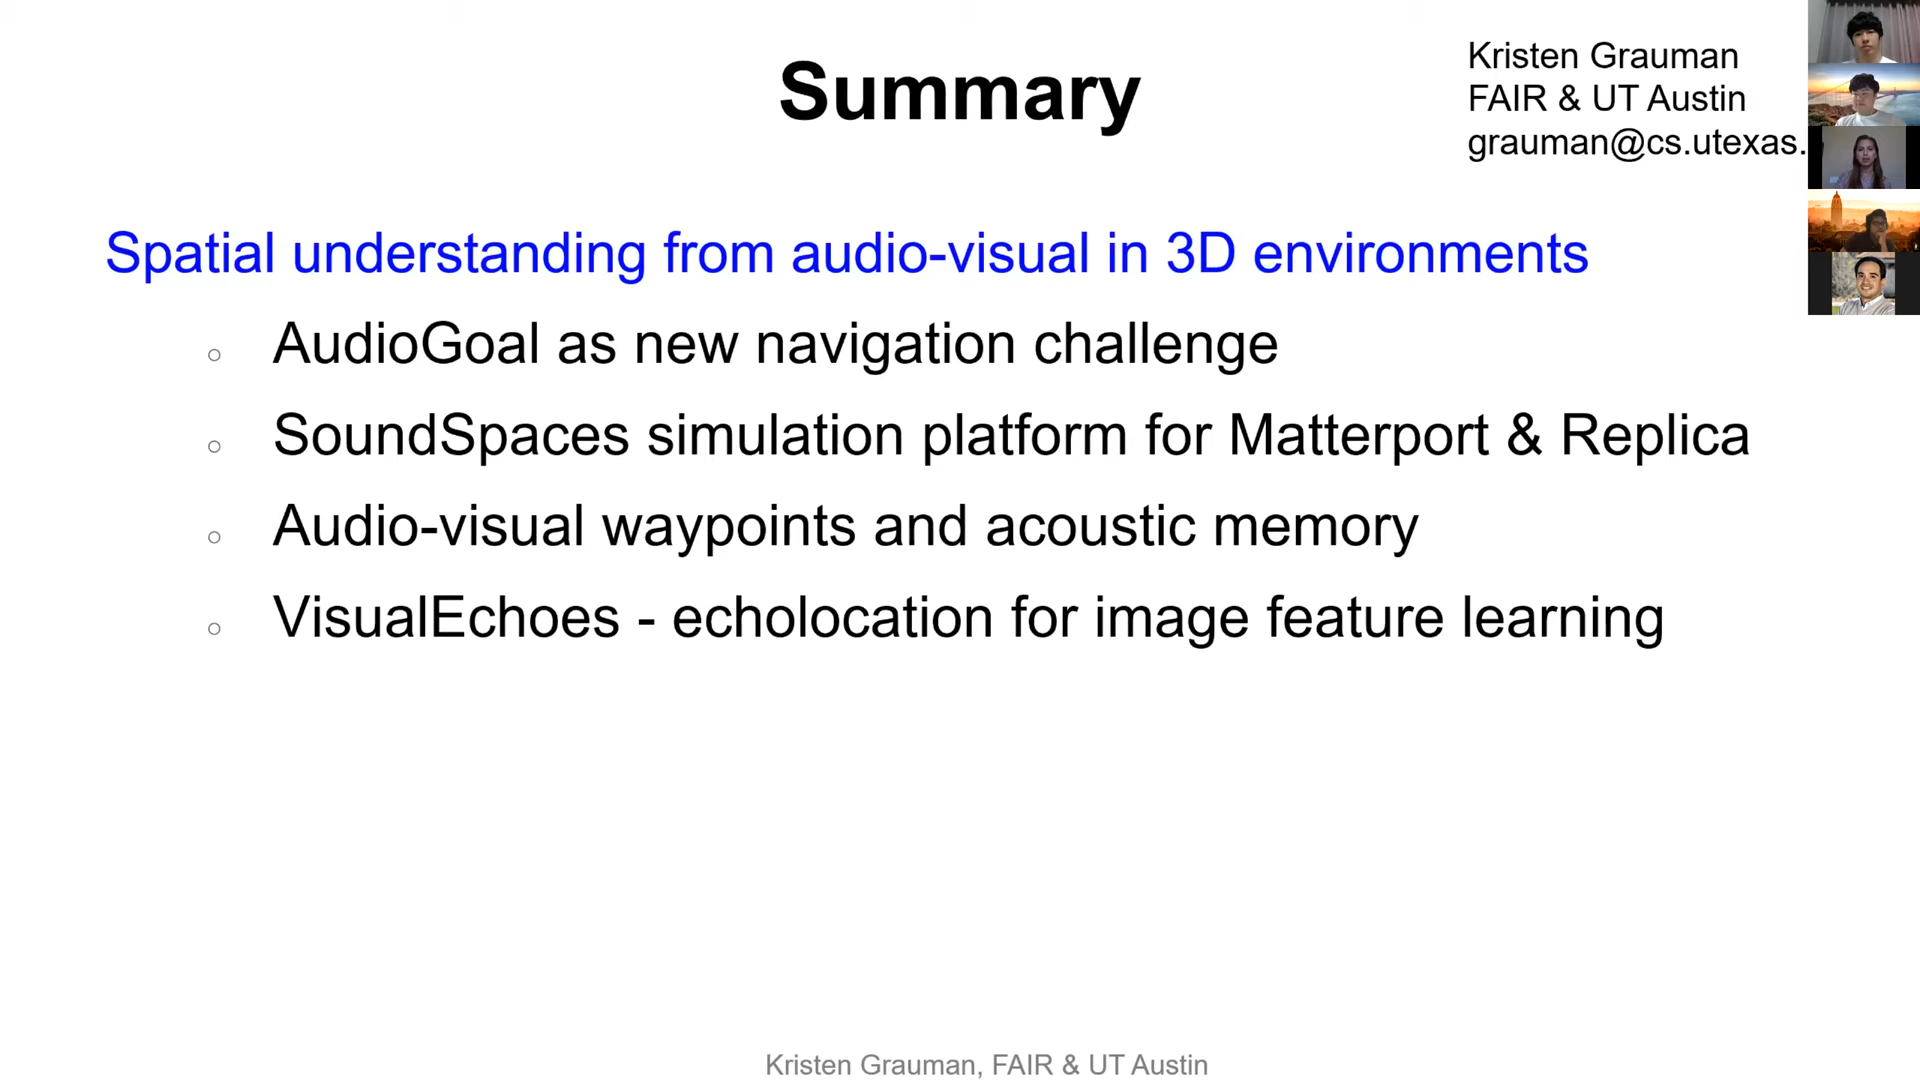 Summary
Kristen Grauman
FAIR & UT Austin
grauman@cs.utexas.
Spatial understanding from audio-visual in 3D environments
AudioGoal as new navigation challenge
SoundSpaces simulation platform for Matterport & Replica
Audio-visual waypoints and acoustic memory
VisualEchoes - echolocation for image feature learning
Kristen Grauman, FAIR & UT Austin